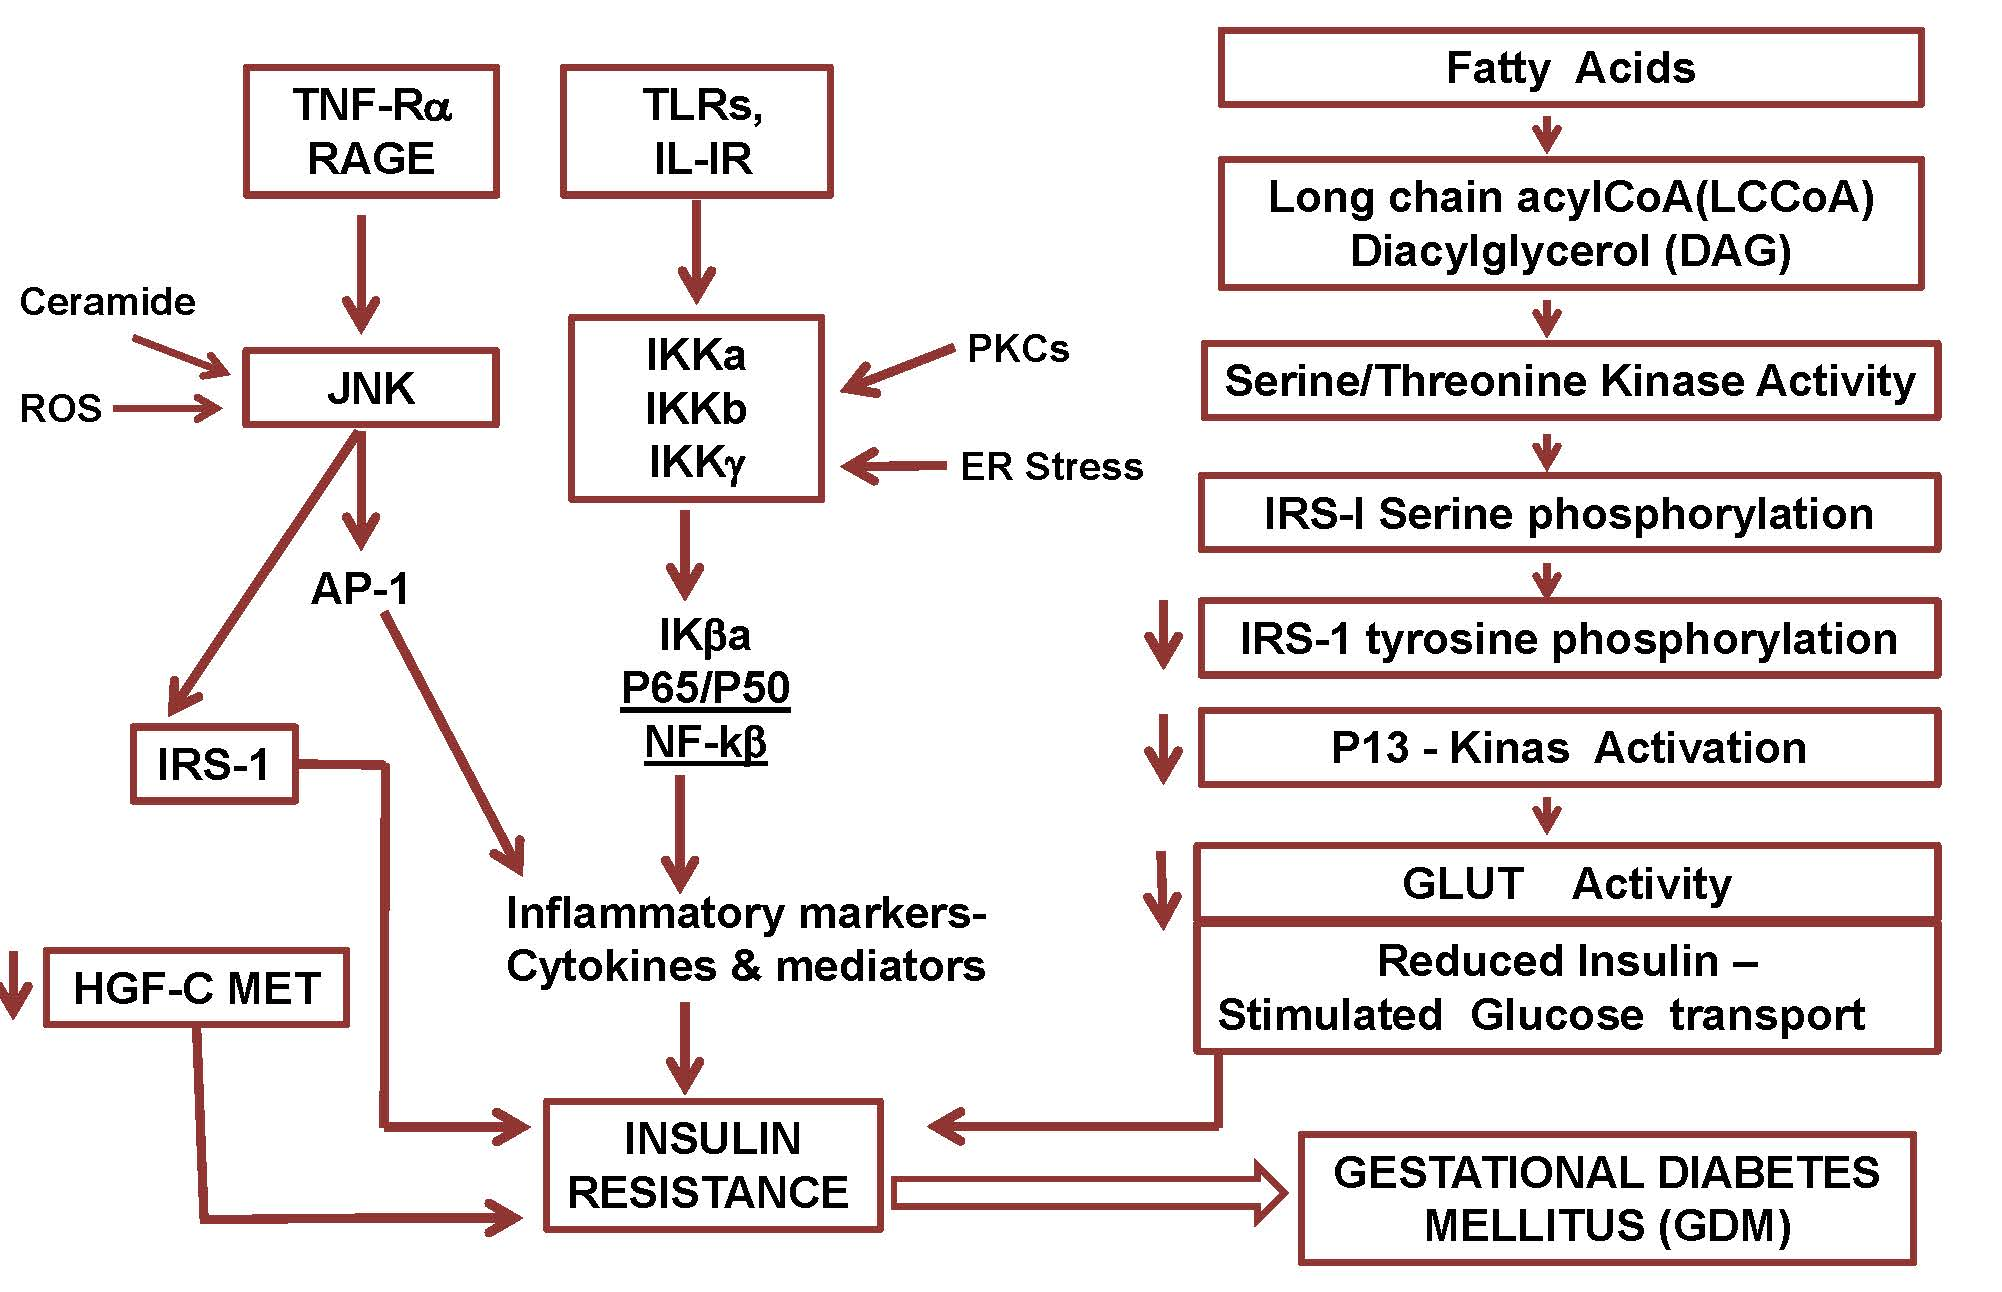 TNF-Rα
RAGE
TLRs,
IL-IR
Ceramide
ROS
JNK
IKKa
IKKb
IKKγ
PKCs
ER Stress
AP-1
IKβa
P65/P50
NF-kβ
IRS-1
Inflammatory markers-
Cytokines & mediators
HGF-C MET
INSULIN
RESISTANCE
Fatty Acids
Long chain acylCoA(LCCoA)
Diacylglycerol (DAG)
Serine/Threonine Kinase Activity
IRS-I Serine phosphorylation
IRS-1 tyrosine phosphorylation
P13 - Kinas Activation
GLUT Activity
Reduced Insulin –
Stimulated Glucose transport
GESTATIONAL DIABETES
MELLITUS (GDM)